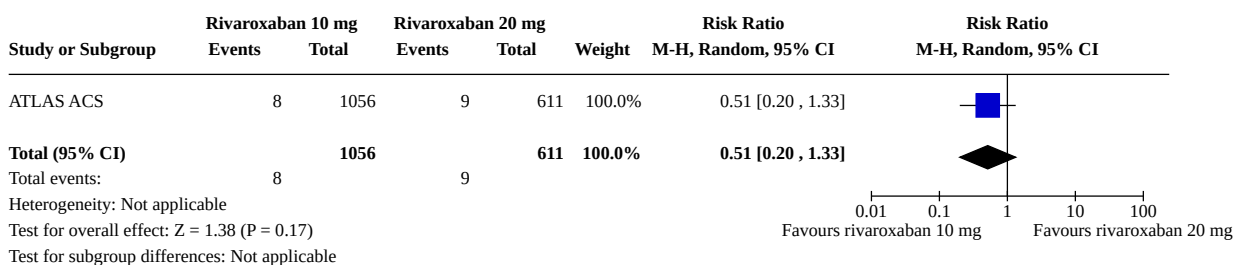 Rivaroxaban 10 mg Rivaroxaban 20 mg Risk Ratio Risk Ratio
Study or Subgroup Events Total Events Total Weight M-H, Random, 95% CI M-H, Random, 95% CI
ATLAS ACS 8 1056 9 611 100.0% 0.51 [0.20 , 1.33]
Total (95% CI) 1056 611 100.0% 0.51 [0.20 , 1.33]
Total events: 8 9
Heterogeneity: Not applicable
0.01 0.1 1 10 100
Test for overall effect: Z = 1.38 (P = 0.17) Favours rivaroxaban 10 mg Favours rivaroxaban 20 mg
Test for subgroup differences: Not applicable